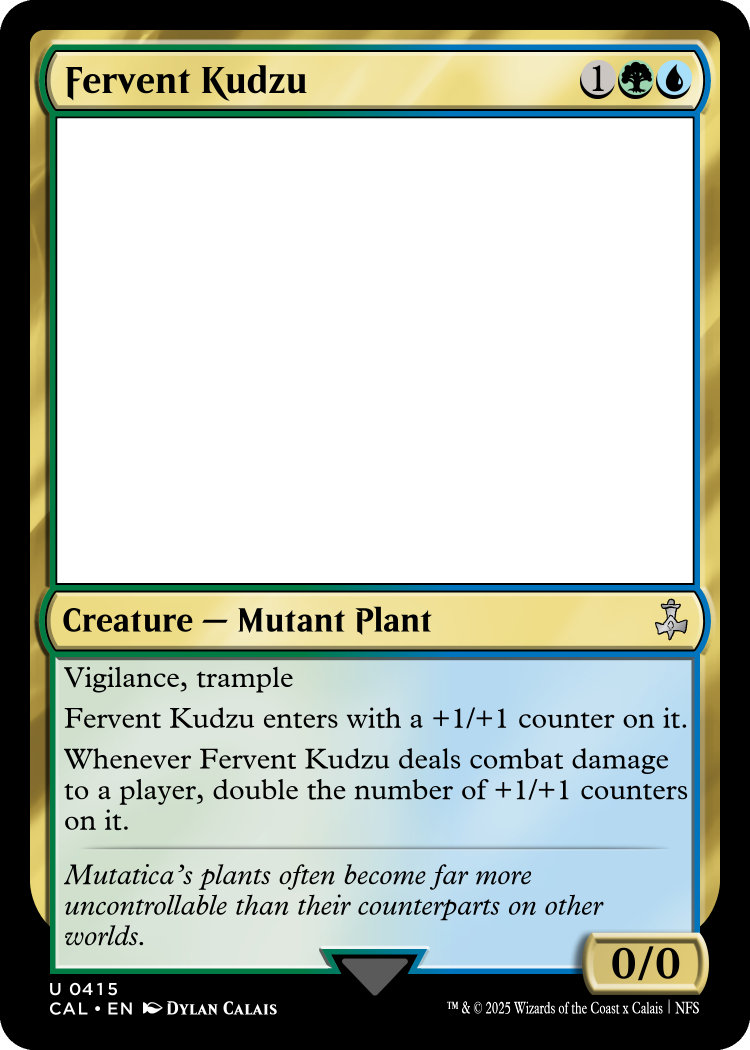 Fervent Kudzu 1
Creature — Mutant Plant
Vigilance, trample
Fervent Kudzu enters with a +1/+1 counter on it.
Whenever Fervent Kudzu deals combat damage
to a player, double the number of +1/+1 counters
on it.
Mutatica's plants often become far more
uncontrollable than their counterparts on other
worlds.
0/0
U 0415
CAL • EN Dylan Calais
™ & © 2025 Wizards of the Coast x Calais | NFS